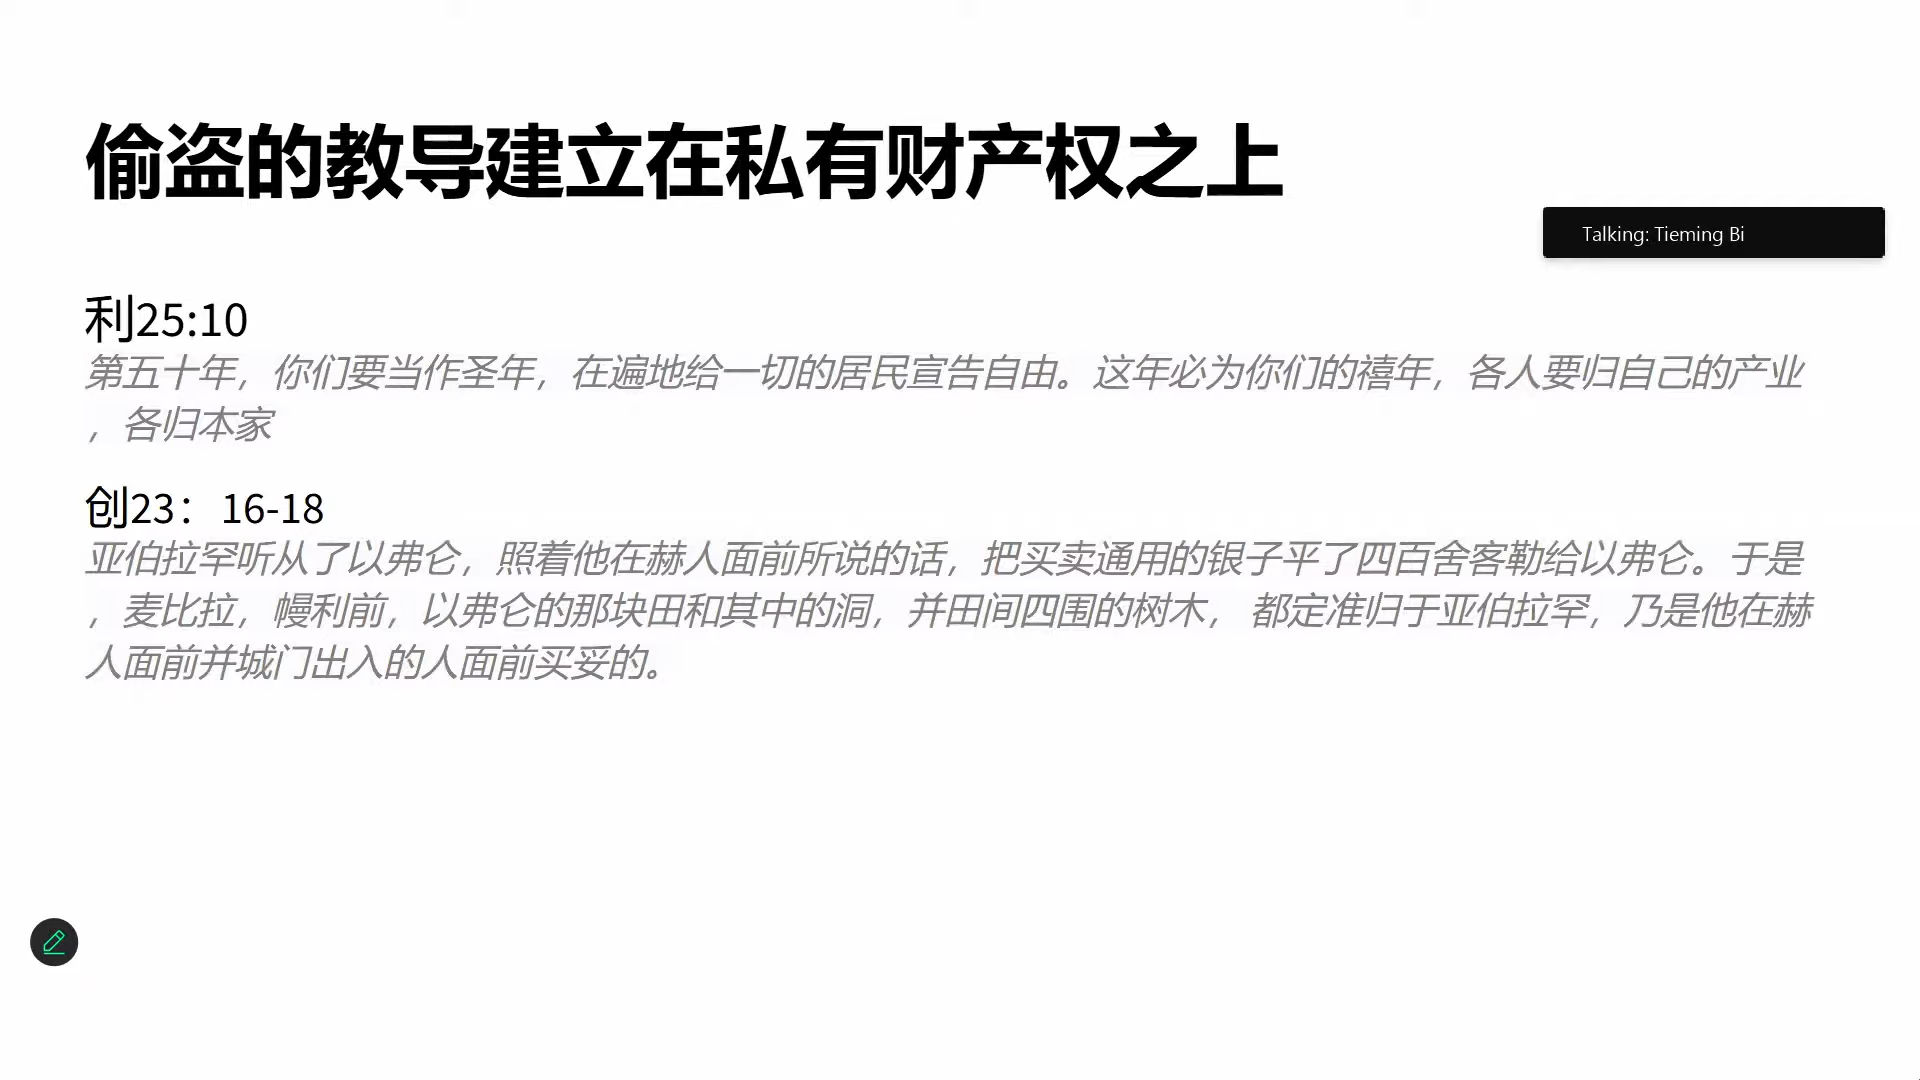 偷盗的教导建立在私有财产权之上
Talking: Tieming Bi
利25:10
第五十年，你们要当作圣年，在遍地给一切的居民宣告自由。这年必为你们的禧年，各人要归自己的产业
，各归本家
创23：16-18
亚伯拉罕听从了以弗仑，照着他在赫人面前所说的话，把买卖通用的银子平了四百舍客勒给以弗仑。于是
，麦比拉，幔利前，以弗仑的那块田和其中的洞，并田间四围的树木， 都定准归于亚伯拉罕，乃是他在赫
人面前并城门出入的人面前买妥的。